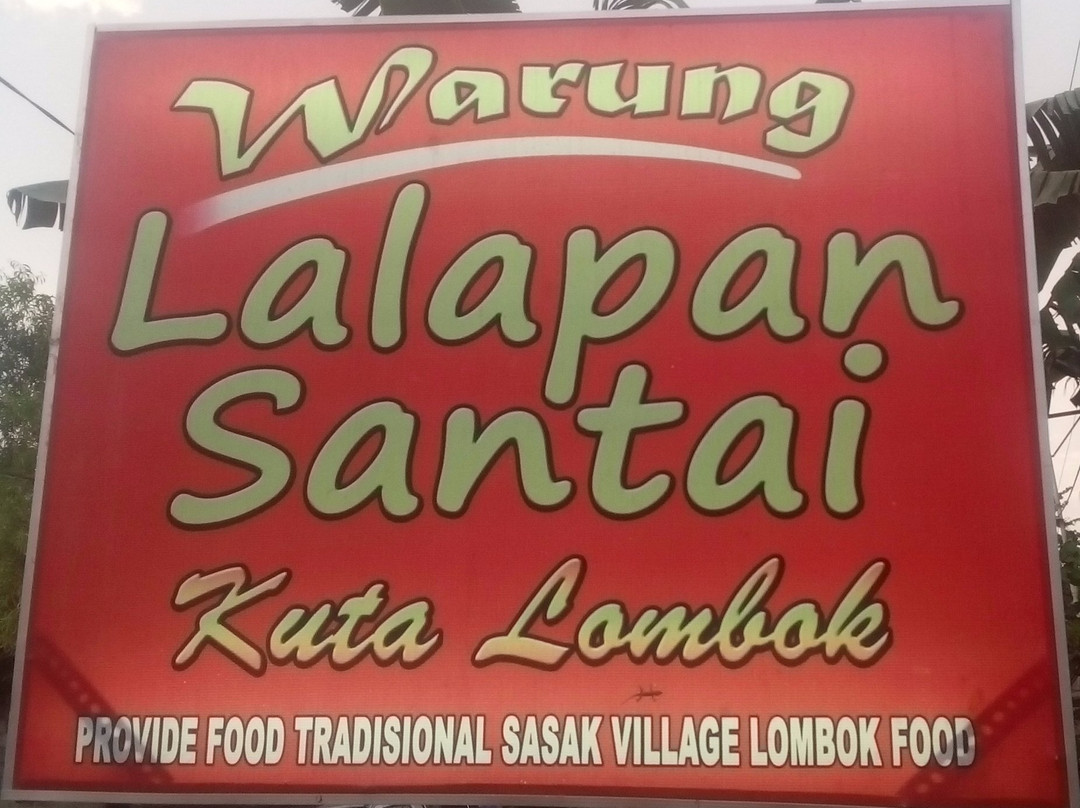 Warung
Lalapan
Santai
Kuta Lombok
PROVIDE FOOD TRADISIONAL SASAK VILLAGE LOMBOK FOOD